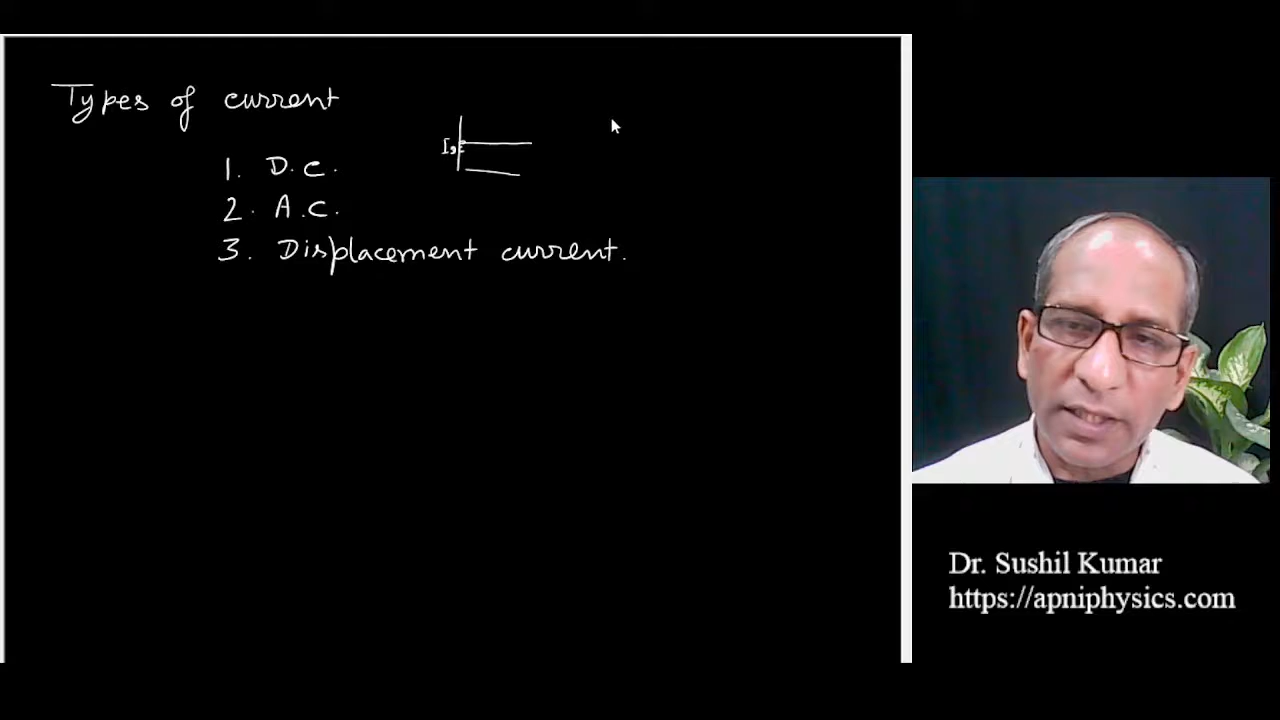 Types of current
1. D.C.
2. A.C.
3. Displacement current.
Dr. Sushil Kumar
https://apniphysics.com